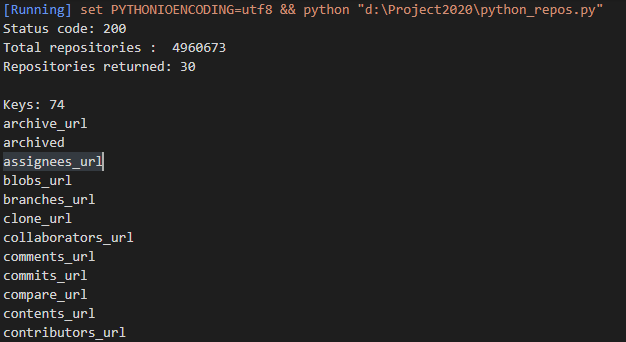 [Running] set PYTHONIOENCODING=utf8 && python "d:\Project2020\python_repos.py"
Status code: 200
Total repositories :  4960673
Repositories returned: 30
Keys: 74
archive_url
archived
assignees_url
blobs_url
branches_url
clone_url
collaborators_url
comments_url
commits_url
compare_url
contents_url
contributors_url